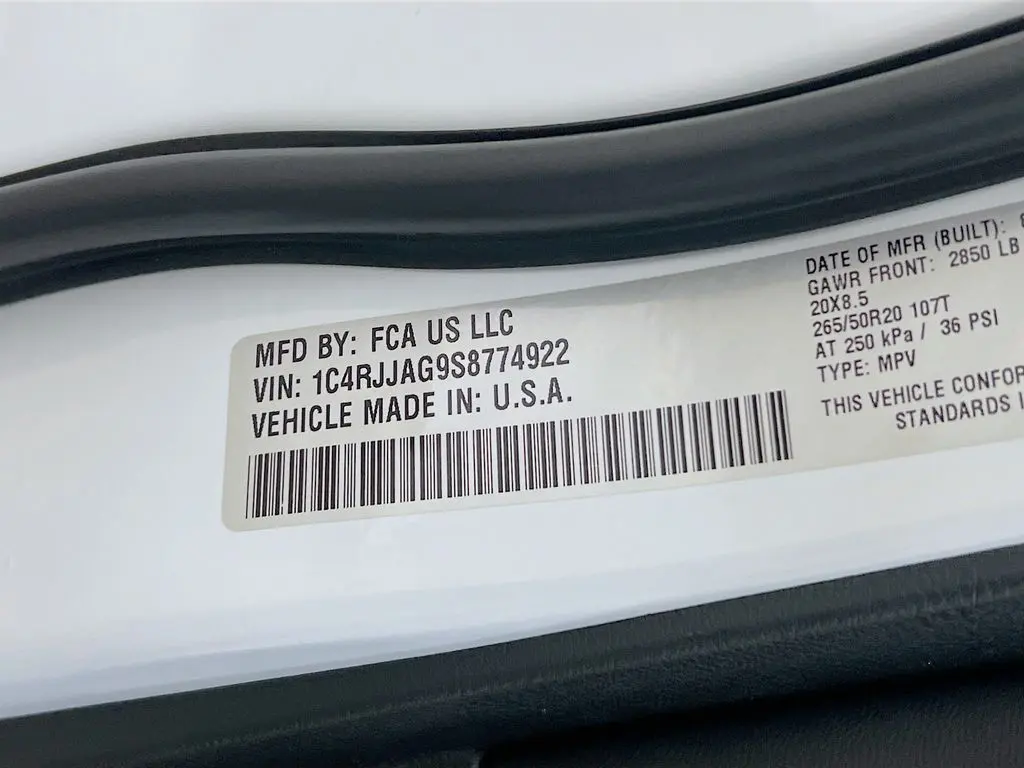 MFD BY: FCA US LLC
VIN: 1C4RJJAG9S8774922
VEHICLE MADE IN: U.S.A.
DATE OF MFR (BUILT):
GAWR FRONT: 2850 LB
20X8.5
265/50R20 107T
AT 250 kPa / 36 PSI
TYPE: MPV
THIS VEHICLE
STANDARDS